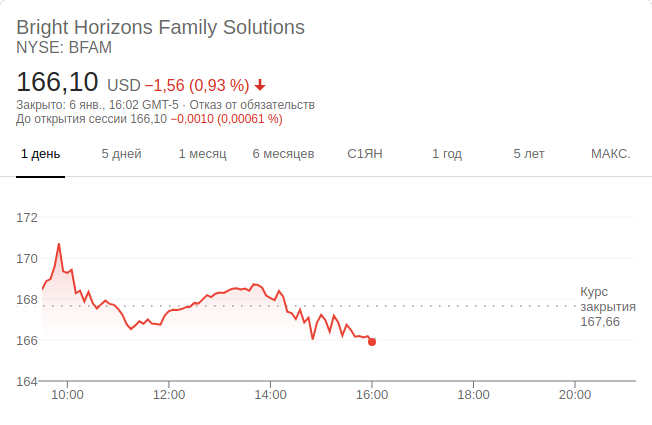 Bright Horizons Family Solutions
NYSE: BFAM
166,10 USD −1,56 (0,93 %)
Закрыто: 6 янв., 16:02 GMT-5 · Отказ от обязательств
До открытия сессии 166,10 −0,0010 (0,00061 %)
1 день 5 дней 1 месяц 6 месяцев С1ЯН 1 год 5 лет МАКС.
172
170
168
166
164
Курс
закрытия
167,66
10:00 12:00 14:00 16:00 18:00 20:00